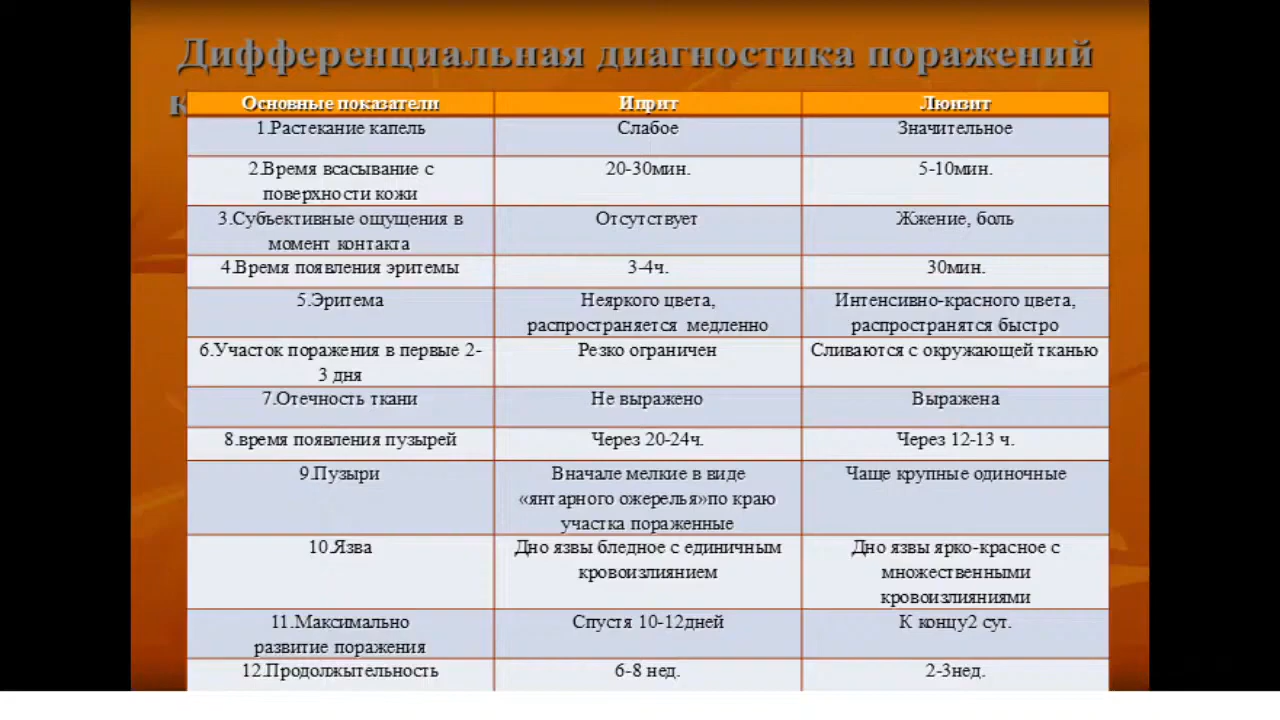 Дифференциальная диагностика поражений
Основные показатели Иприт Люизит
1.Растекание капель Слабое Значительное
2.Время всасывание с 20-30мин. 5-10мин.
поверхности кожи
3.Субъективные ощущения в Отсутствует Жжение, боль
момент контакта
4.Время появления эритемы 3-4ч. 30мин.
5.Эритема Неяркого цвета, Интенсивно-красного цвета,
распространяется медленно распространятся быстро
6.Участок поражения в первые 2- Резко ограничен Сливаются с окружающей тканью
3 дня
7.Отечность ткани Не выражено Выражена
8.время появления пузырей Через 20-24ч. Через 12-13 ч.
9.Пузыри Вначале мелкие в виде Чаще крупные одиночные
«янтарного ожерелья»по краю
участка пораженные
10.Язва Дно язвы бледное с единичным Дно язвы ярко-красное с
кровоизлиянием множественными
кровоизлияниями
11.Максимально Спустя 10-12дней К концу2 сут.
развитие поражения
12.Продолжытельность 6-8 нед. 2-3нед.